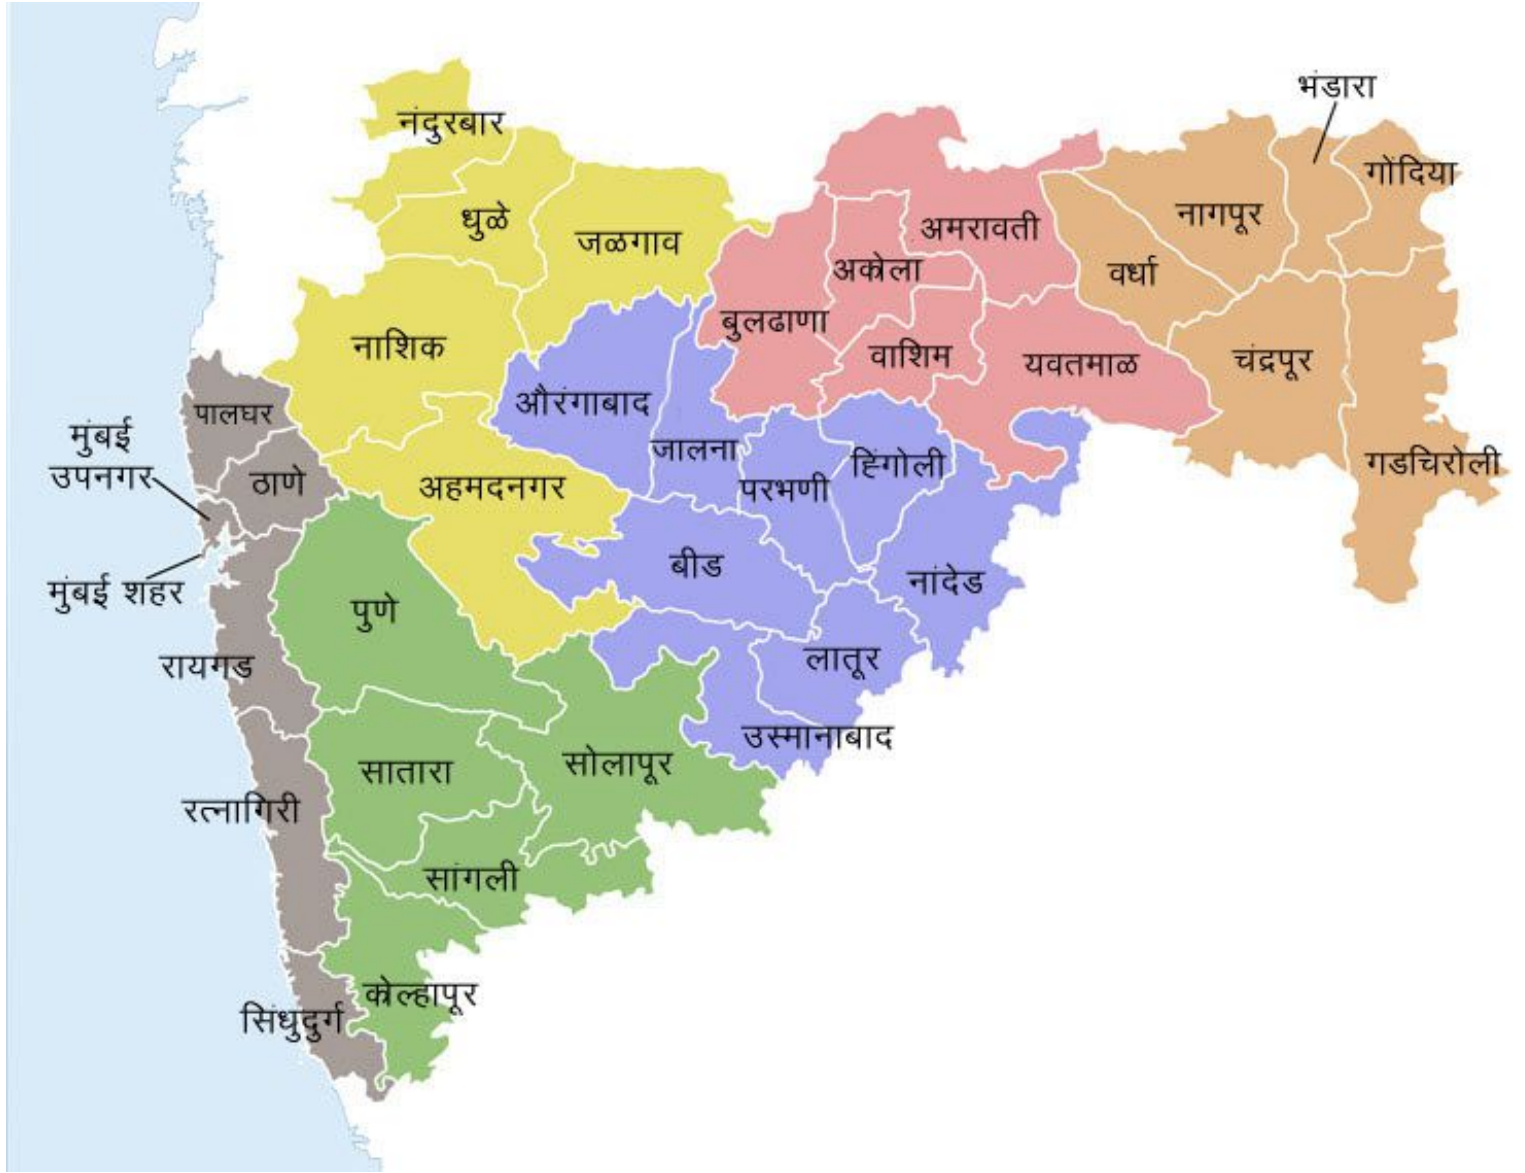 भंडारा
नंदुरबार
गोंदिया
धुळे
जळगाव
अमरावती
नागपूर
अकोला
वर्धा
नाशिक
बुलढाणा
वाशिम
यवतमाळ
चंद्रपूर
औरंगाबाद
पालघर
मुंबई
उपनगर
ठाणे
अहमदनगर
जालना
परभणी
हिंगोली
गडचिरोली
मुंबई शहर
पुणे
बीड
नांदेड
रायगड
लातूर
उस्मानाबाद
सातारा
सोलापूर
रत्नागिरी
सांगली
कोल्हापूर
सिंधुदुर्ग